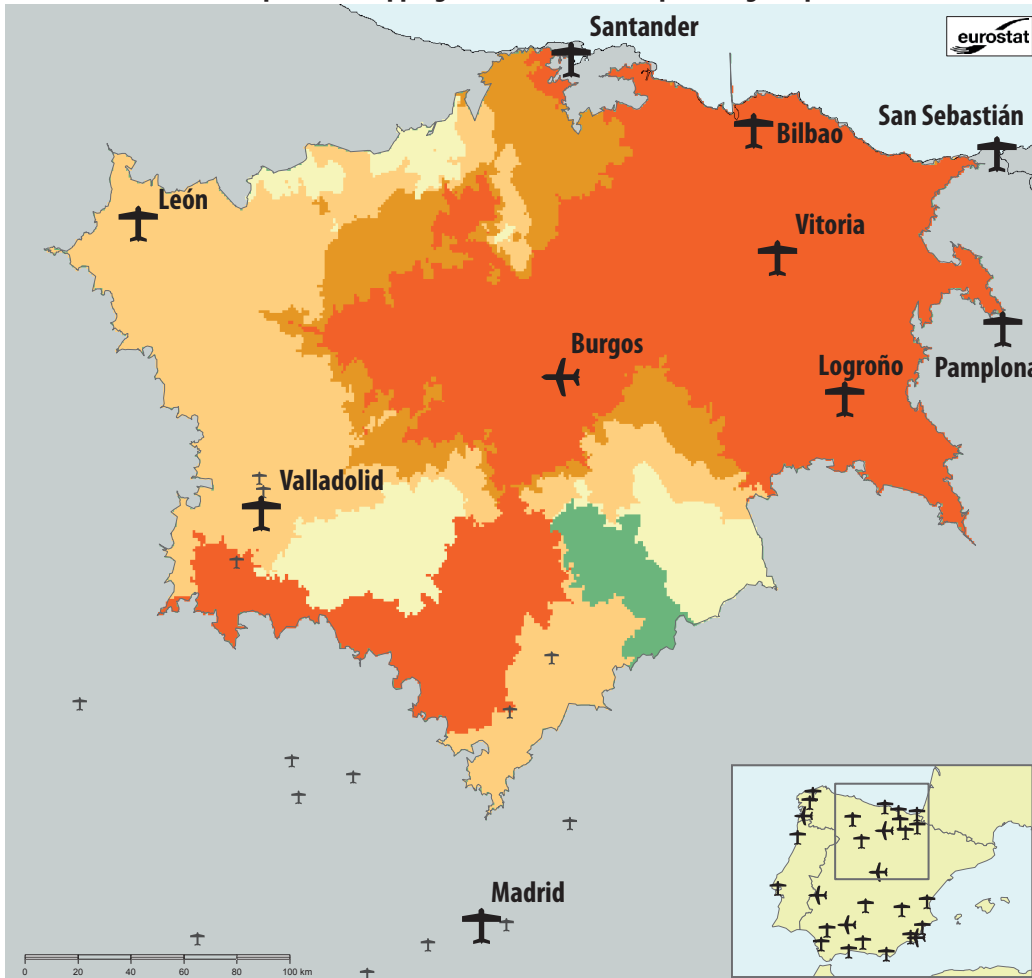 Santander
eurostat
San Sebastián
Bilbao
León
Vitoria
Burgos
Logroño
Pamplona
Valladolid
Madrid
0 20 40 60 80 100 km